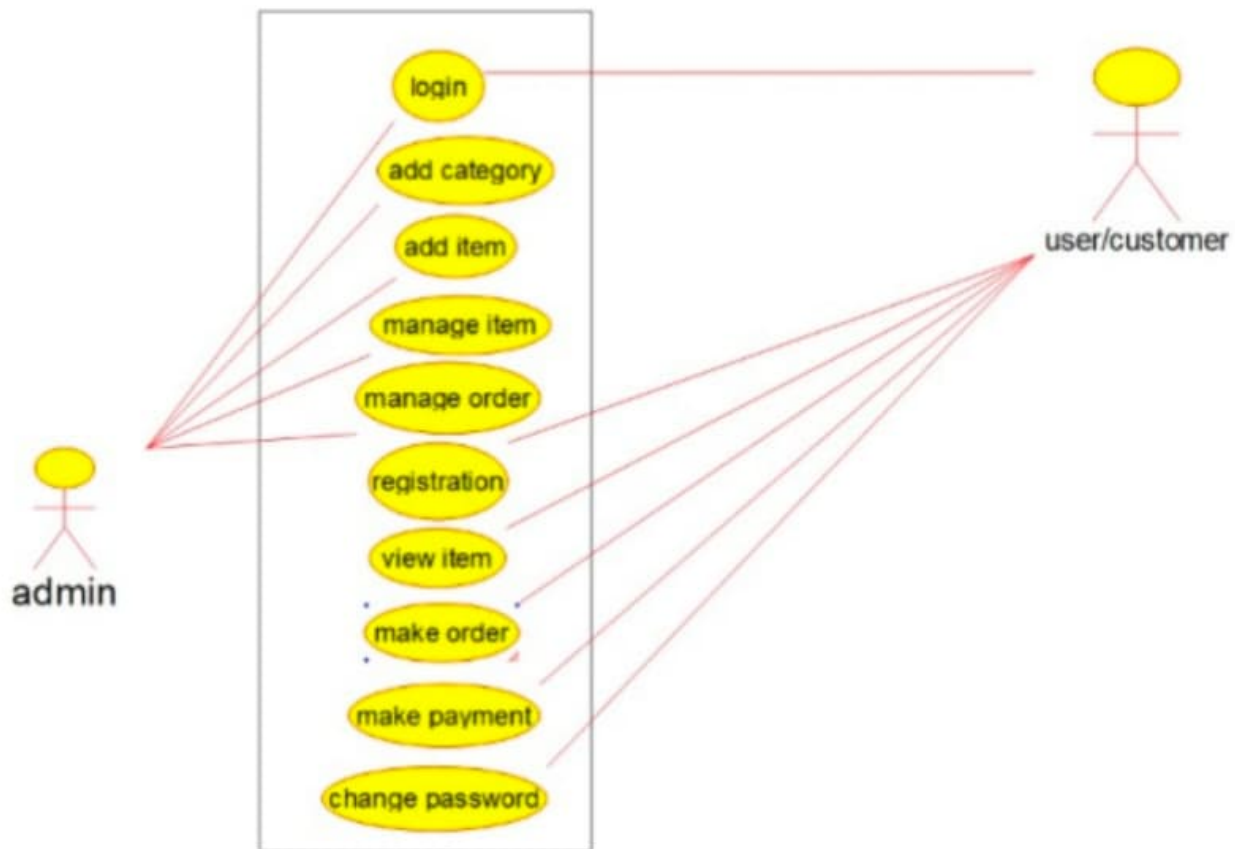 login
add category
add item
manage item
manage order
registration
view item
make order
make payment
change password
user/customer
admin